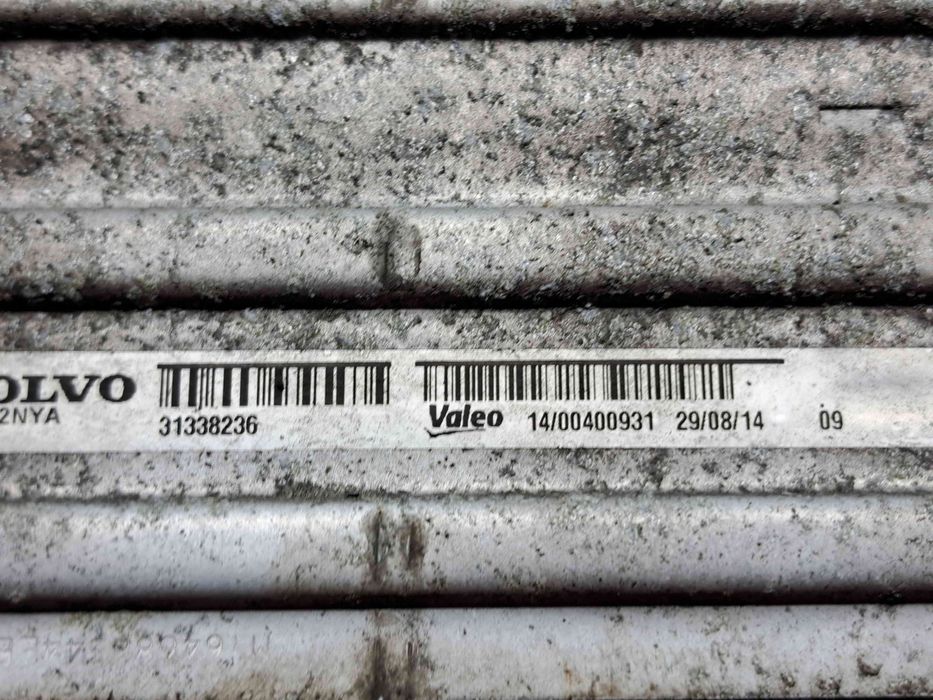 OLVO
2NYA
31338236
Valeo 14/00400931 29/08/14 09